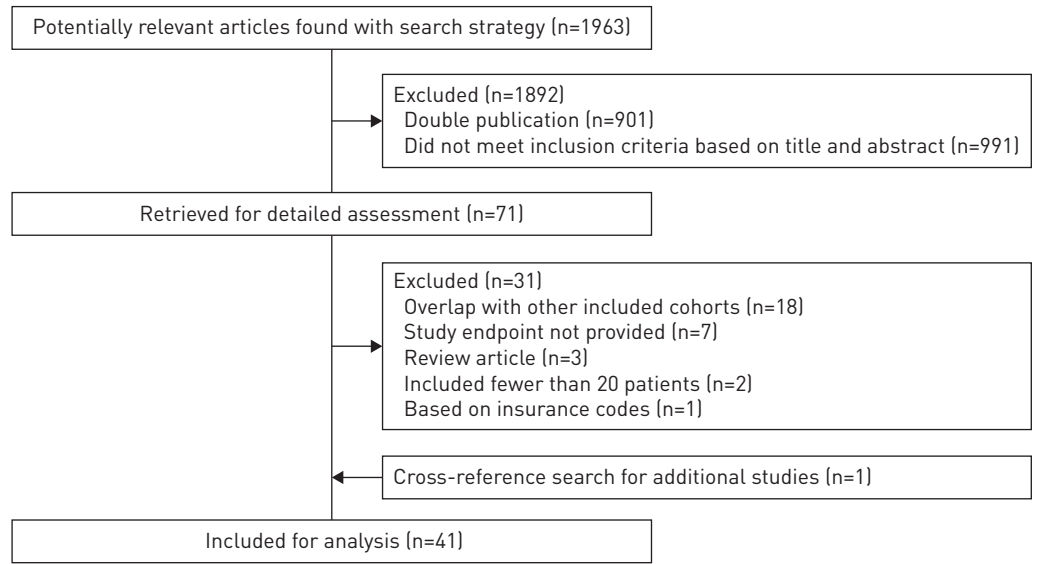 Potentially relevant articles found with search strategy (n=1963)
Excluded (n=1892)
Double publication (n=901)
Did not meet inclusion criteria based on title and abstract (n=991)
Retrieved for detailed assessment (n=71)
Excluded (n=31)
Overlap with other included cohorts (n=18)
Study endpoint not provided (n=7)
Review article (n=3)
Included fewer than 20 patients (n=2)
Based on insurance codes (n=1)
Cross-reference search for additional studies (n=1)
Included for analysis (n=41)